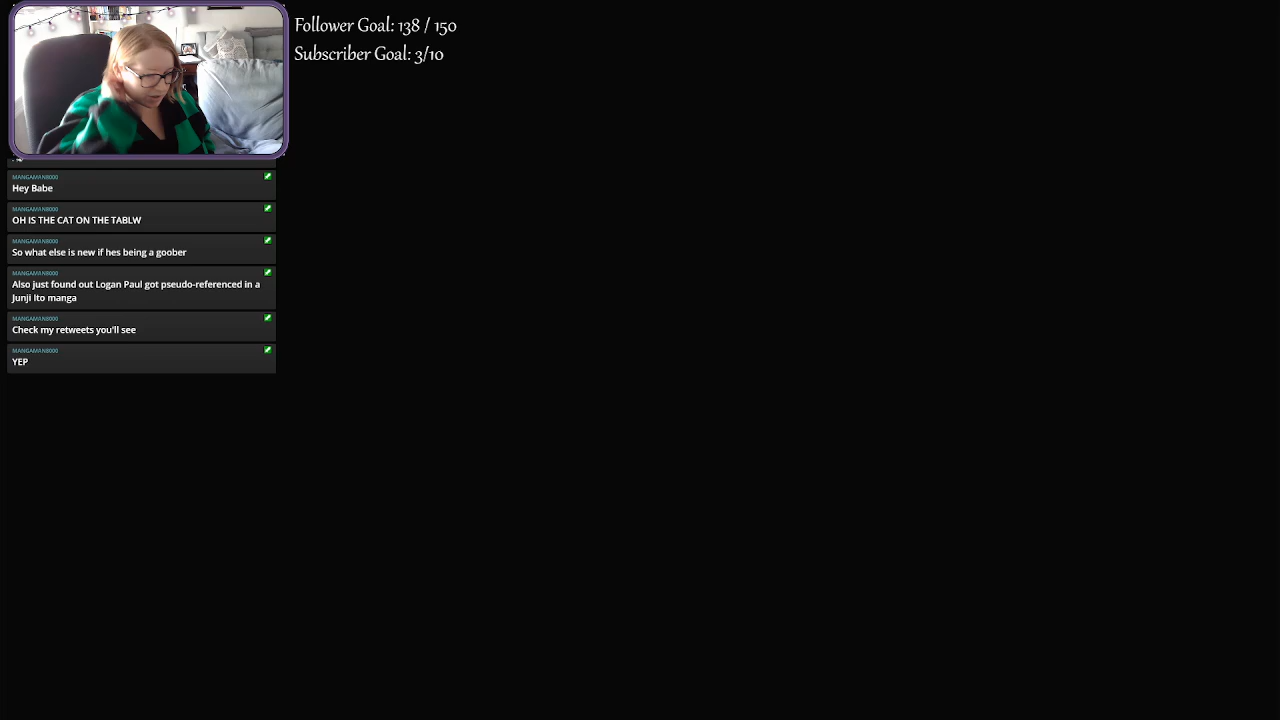 Follower Goal: 138 / 150
Subscriber Goal: 3/10
MANGAMAN8000
Hey Babe
MANGAMAN8000
OH IS THE CAT ON THE TABLW
MANGAMAN8000
So what else is new if hes being a goober
MANGAMAN8000
Also just found out Logan Paul got pseudo-referenced in a
Junji Ito manga
MANGAMAN8000
Check my retweets you'll see
MANGAMAN8000
YEP